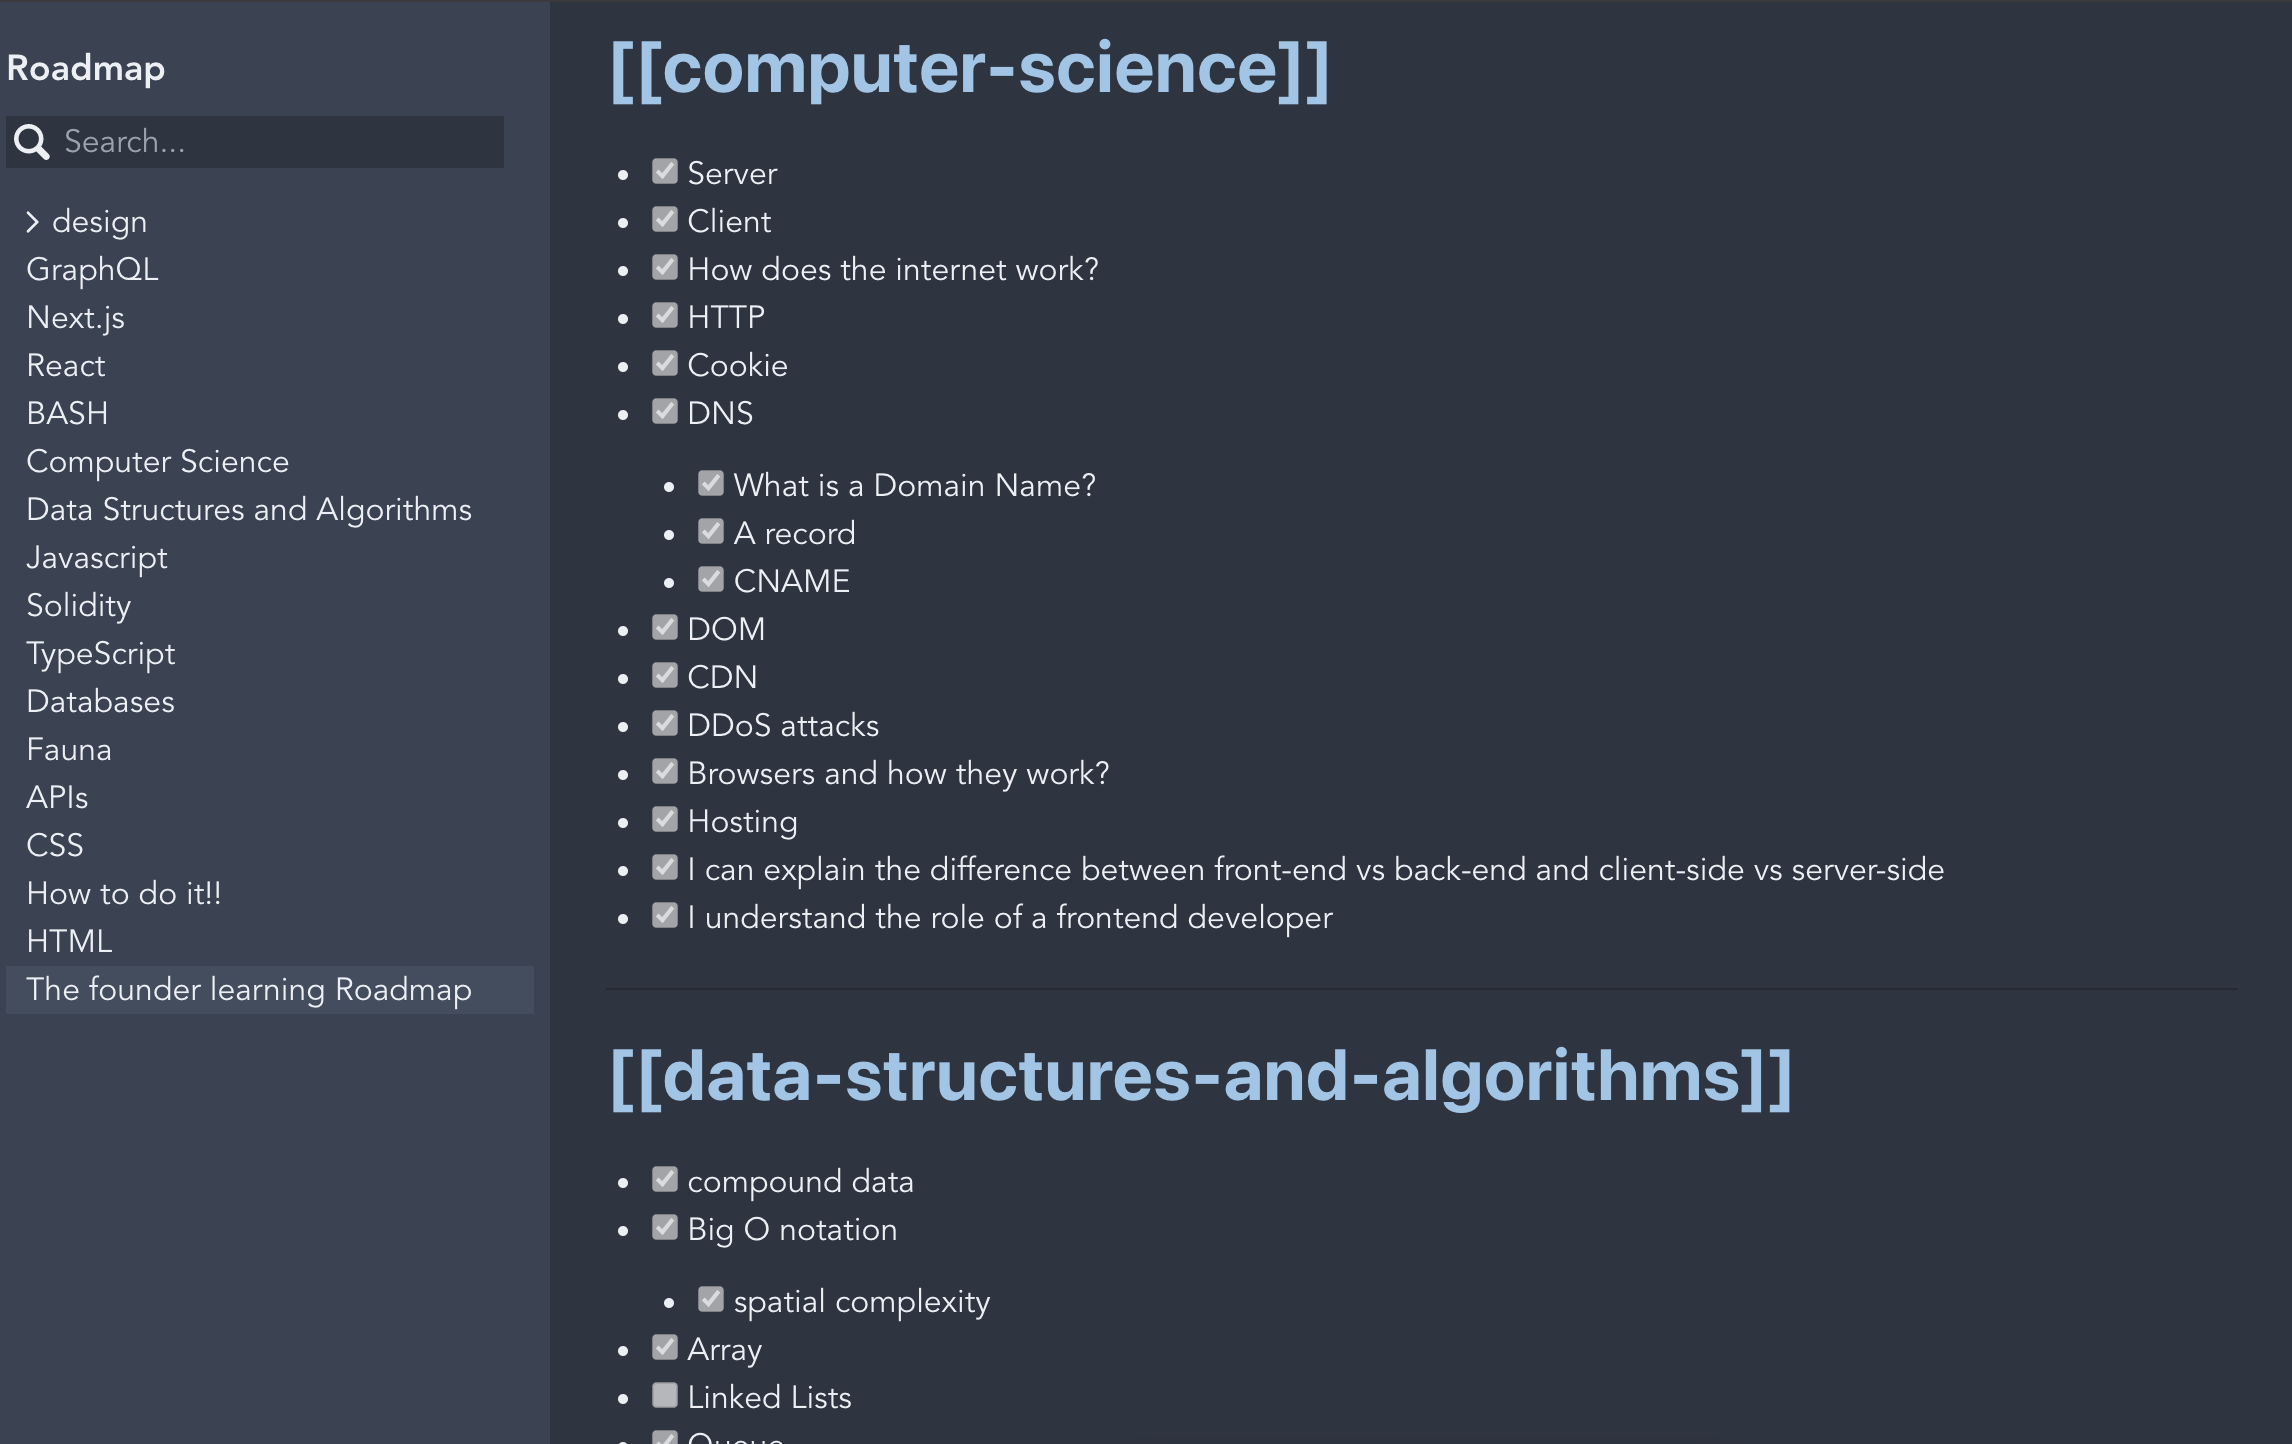 Roadmap
Search...
design
GraphQL
Next.js
React
BASH
Computer Science
Data Structures and Algorithms
Javascript
Solidity
TypeScript
Databases
Fauna
APIs
CSS
How to do it!!
HTML
The founder learning Roadmap
[[computer-science]]
Server
Client
How does the internet work?
HTTP
Cookie
DNS
What is a Domain Name?
A record
CNAME
DOM
CDN
DDoS attacks
Browsers and how they work?
Hosting
I can explain the difference between front-end vs back-end and client-side vs server-side
I understand the role of a frontend developer
[[data-structures-and-algorithms]]
compound data
Big O notation
spatial complexity
Array
Linked Lists
Queue